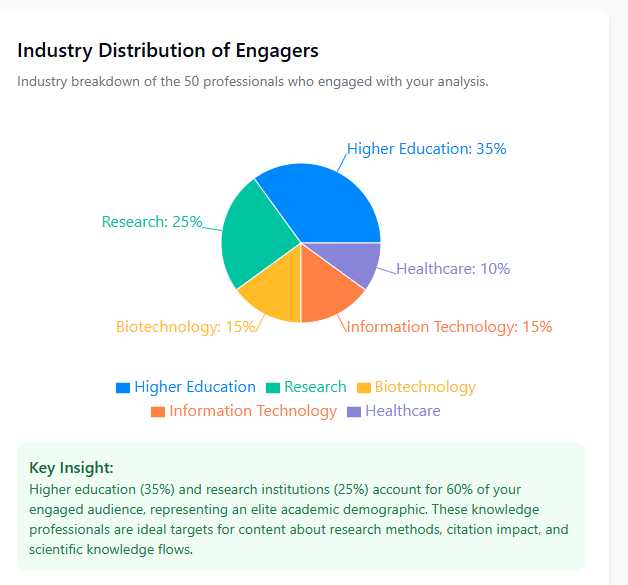 Industry Distribution of Engagers
Industry breakdown of the 50 professionals who engaged with your analysis.
Higher Education: 35%
Research: 25%
Healthcare: 10%
Biotechnology: 15%
Information Technology: 15%
Higher Education Research Biotechnology
Information Technology Healthcare
Key Insight:
Higher education (35%) and research institutions (25%) account for 60% of your
engaged audience, representing an elite academic demographic. These knowledge
professionals are ideal targets for content about research methods, citation impact, and
scientific knowledge flows.